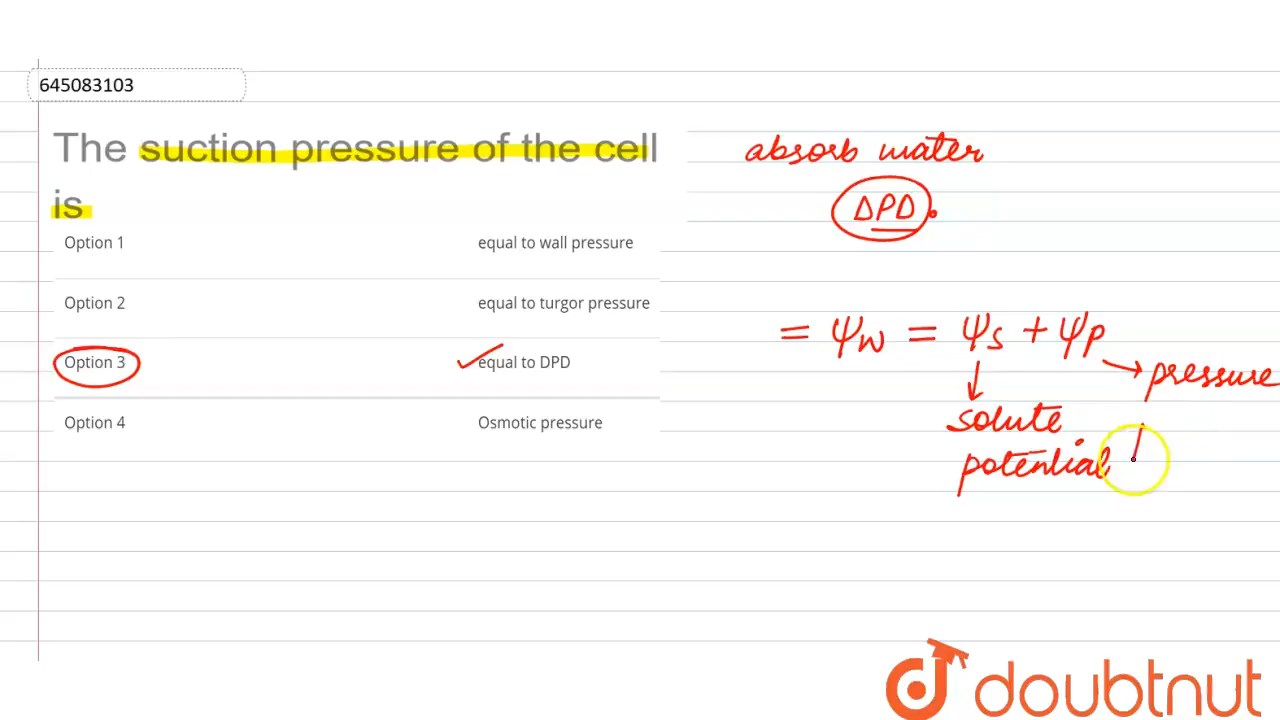 645083103
The suction pressure of the cell
is
Option 1 equal to wall pressure
Option 2 equal to turgor pressure
Option 3 equal to DPD
Option 4 Osmotic pressure
absorb water
DPD.
= ψw = ψs + ψp
pressure
solute
potential
doubtnut